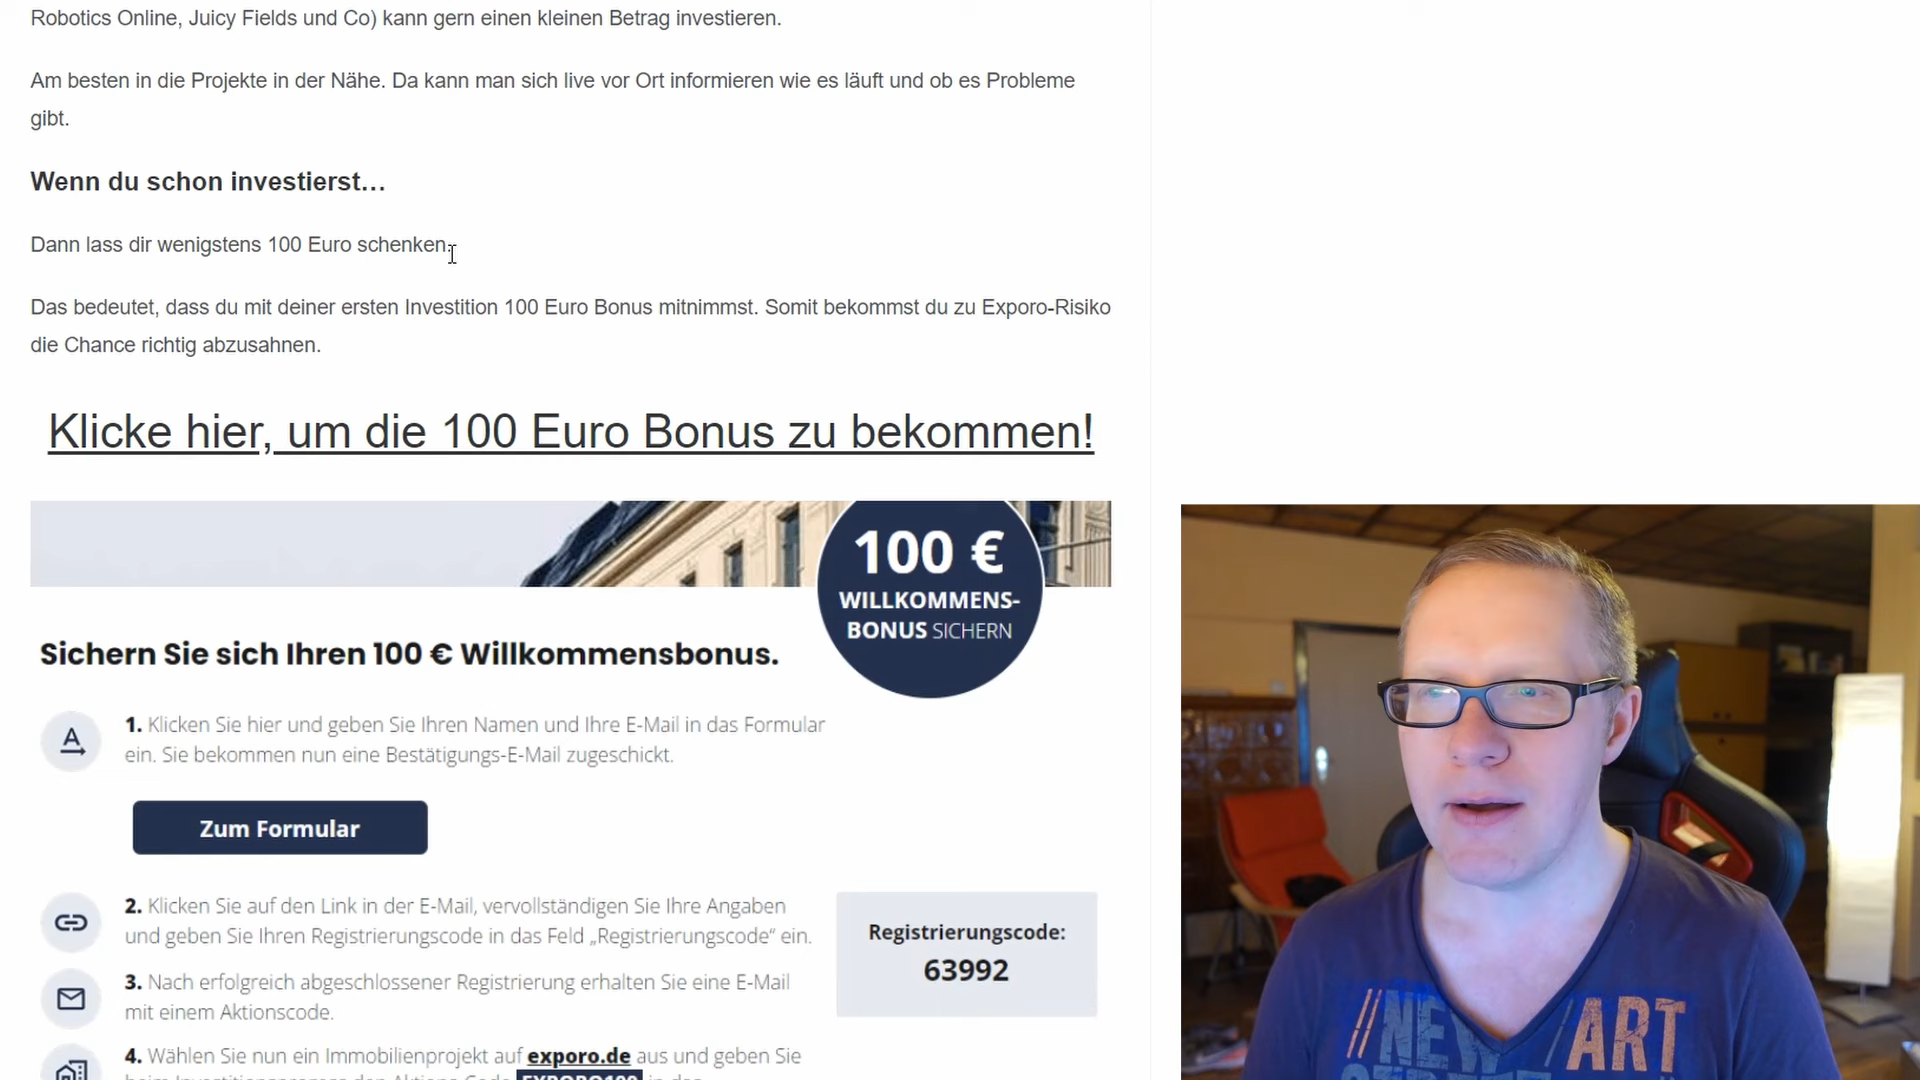 Robotics Online, Juicy Fields und Co) kann gern einen kleinen Betrag investieren.
Am besten in die Projekte in der Nähe. Da kann man sich live vor Ort informieren wie es läuft und ob es Probleme
gibt.
Wenn du schon investierst…
Dann lass dir wenigstens 100 Euro schenken.
Das bedeutet, dass du mit deiner ersten Investition 100 Euro Bonus mitnimmst. Somit bekommst du zu Exporo-Risiko
die Chance richtig abzusahnen.
Klicke hier, um die 100 Euro Bonus zu bekommen!
100 €
WILLKOMMENS-
BONUS SICHERN
Sichern Sie sich Ihren 100 € Willkommensbonus.
1. Klicken Sie hier und geben Sie Ihren Namen und Ihre E-Mail in das Formular
ein. Sie bekommen nun eine Bestätigungs-E-Mail zugeschickt.
Zum Formular
2. Klicken Sie auf den Link in der E-Mail, vervollständigen Sie Ihre Angaben
und geben Sie Ihren Registrierungscode in das Feld „Registrierungscode“ ein.
Registrierungscode:
63992
3. Nach erfolgreich abgeschlossener Registrierung erhalten Sie eine E-Mail
mit einem Aktionscode.
4. Wählen Sie nun ein Immobilienprojekt auf exporo.de aus und geben Sie
//NEW /ART